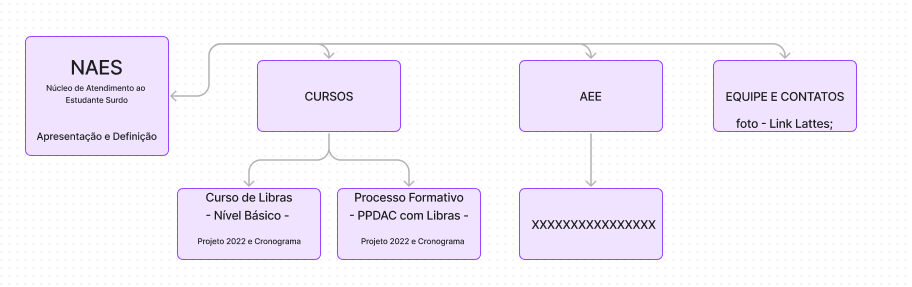 NAES
Núcleo de Atendimento ao
Estudante Surdo
Apresentação e Definição
CURSOS
AEE
EQUIPE E CONTATOS
foto - Link Lattes;
Curso de Libras
- Nível Básico -
Projeto 2022 e Cronograma
Processo Formativo
- PPDAC com Libras -
Projeto 2022 e Cronograma
XXXXXXXXXXXXXXXX